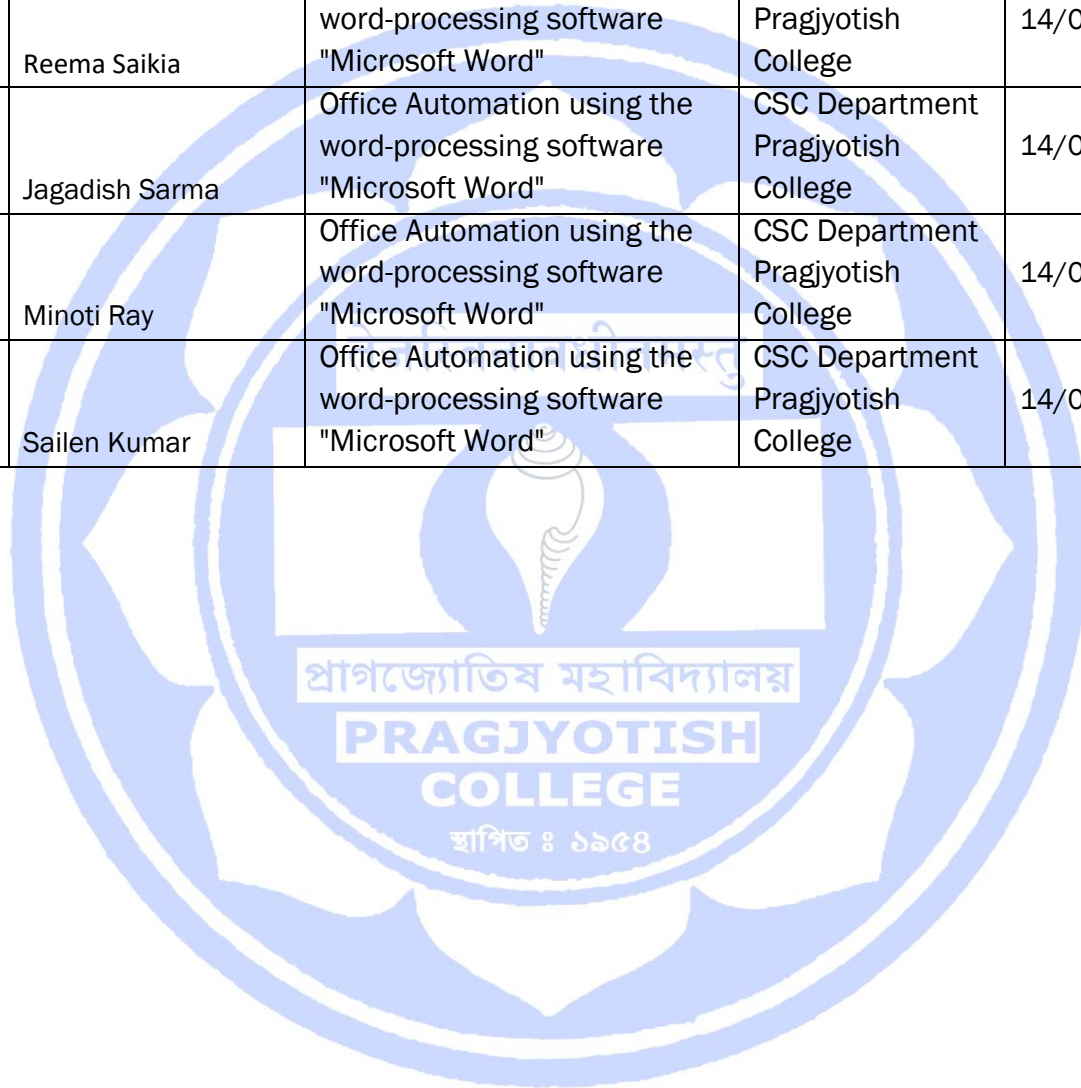 word-processing software Pragjyotish 14/0
Reema Saikia "Microsoft Word" College
Office Automation using the CSC Department
word-processing software Pragjyotish 14/0
Jagadish Sarma "Microsoft Word" College
Office Automation using the CSC Department
word-processing software Pragjyotish 14/0
Minoti Ray "Microsoft Word" College
Office Automation using the CSC Department
word-processing software Pragjyotish 14/0
Sailen Kumar "Microsoft Word" College
প্রাগজ্যোতিষ মহাবিদ্যালয়
PRAGJYOTISH
COLLEGE
স্থাপিত ঃ ১৯৫৪